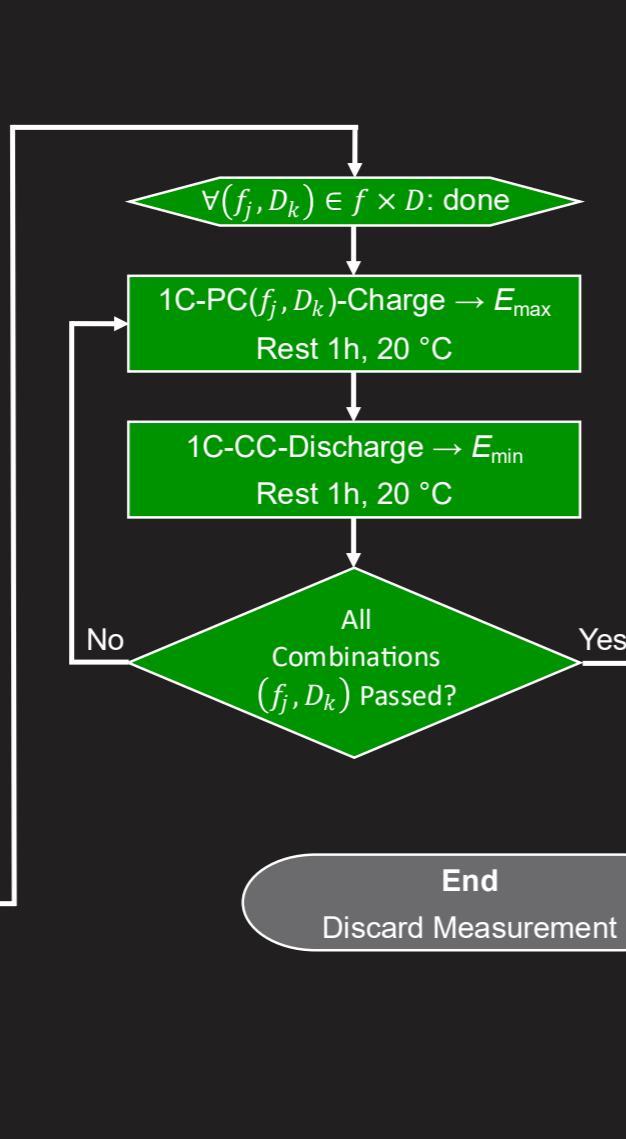 ∀(f_j, D_k) ∈ f × D: done
1C-PC(f_j, D_k)-Charge → E_max
Rest 1h, 20 °C
1C-CC-Discharge → E_min
Rest 1h, 20 °C
All
Combinations
(f_j, D_k) Passed?
No
Yes
End
Discard Measurement